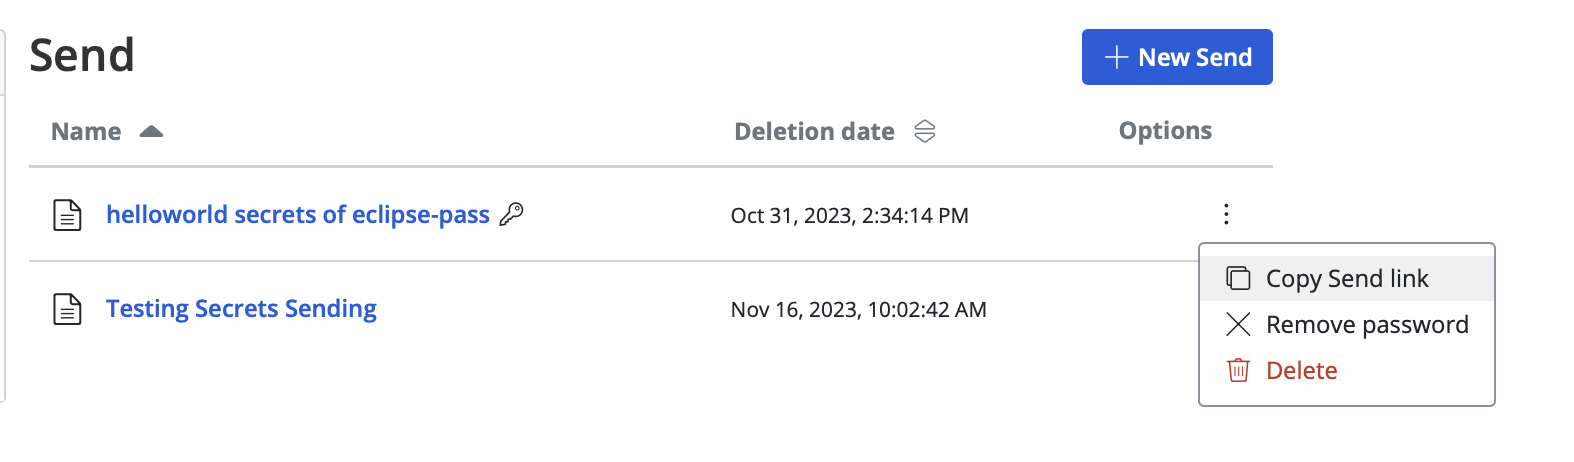 Send
New Send
Name Deletion date Options
helloworld secrets of eclipse-pass Oct 31, 2023, 2:34:14 PM
Copy Send link
Testing Secrets Sending Nov 16, 2023, 10:02:42 AM
Remove password
Delete